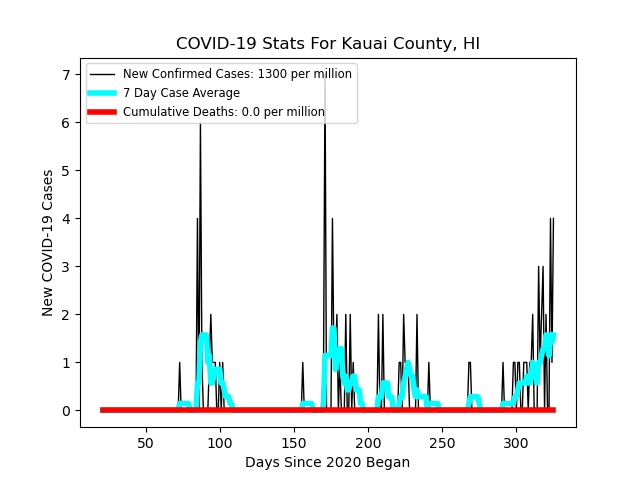 COVID-19 Stats For Kauai County, HI
New Confirmed Cases: 1300 per million
7 Day Case Average
Cumulative Deaths: 0.0 per million
7
6
5
4
3
2
1
0
New COVID-19 Cases
50 100 150 200 250 300
Days Since 2020 Began